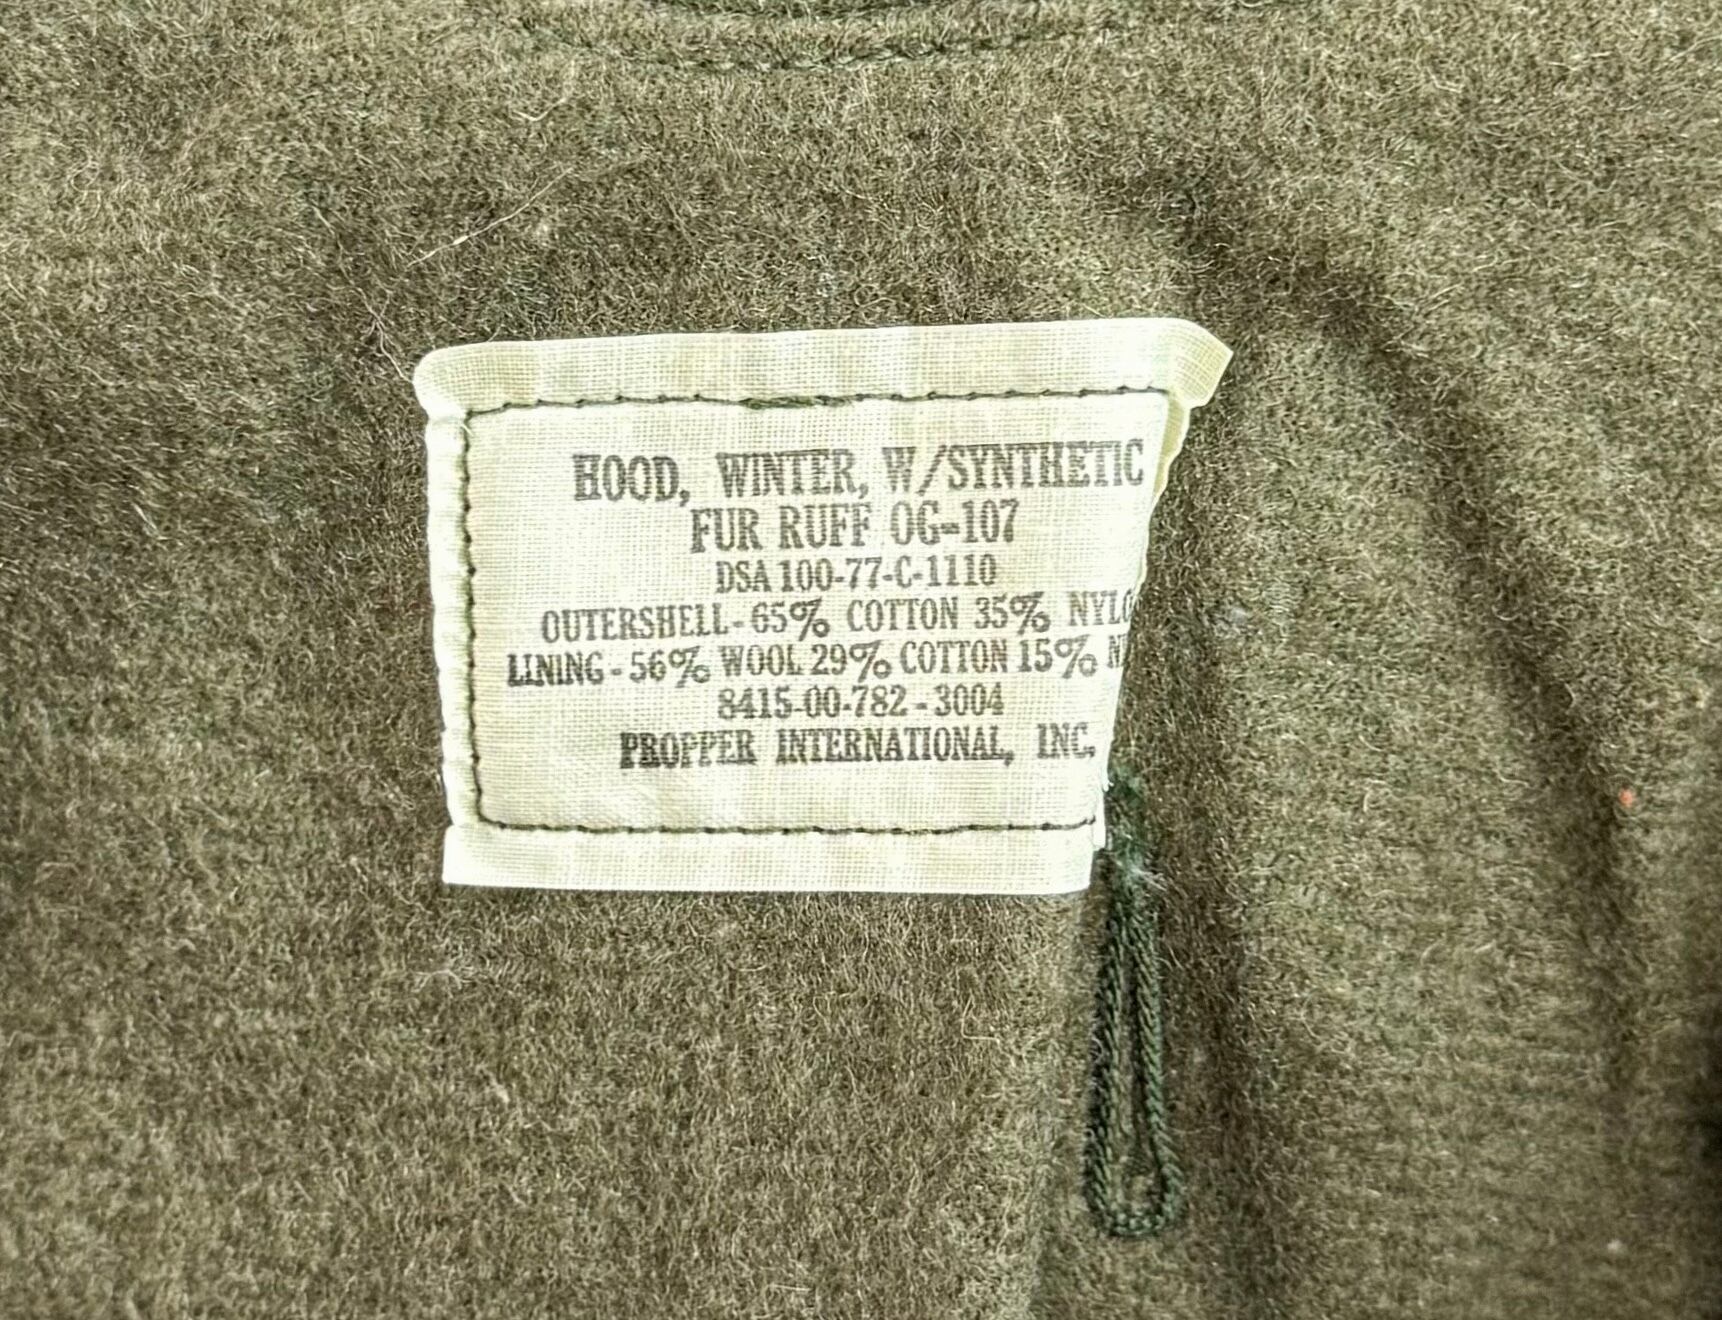 HOOD, WINTER, W/SYNTHETIC
FUR RUFF OG-107
DSA 100-77-C-1110
OUTERSHELL-65% COTTON 35% NYLO
LINING-56% WOOL 29% COTTON 15%
8415-00-782-3004
PROPPER INTERNATIONAL, INC.